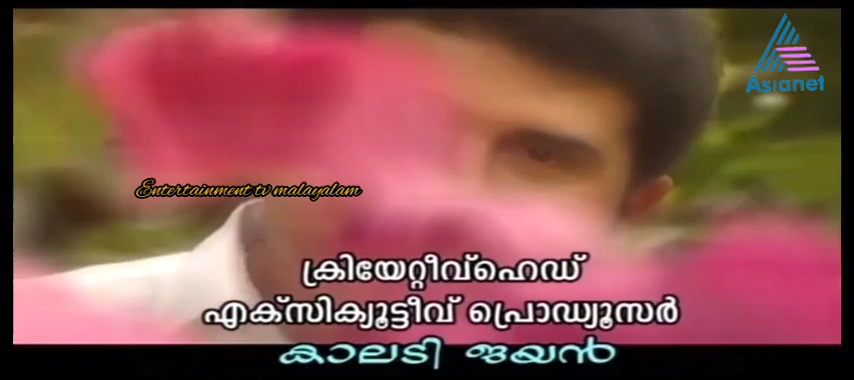 Asianet
Entertainment tv malayalam
ക്രിയേറ്റീവ്ഹെഡ്
എക്സിക്യൂട്ടീവ് പ്രൊഡ്യൂസർ
കാലടി ജയൻ